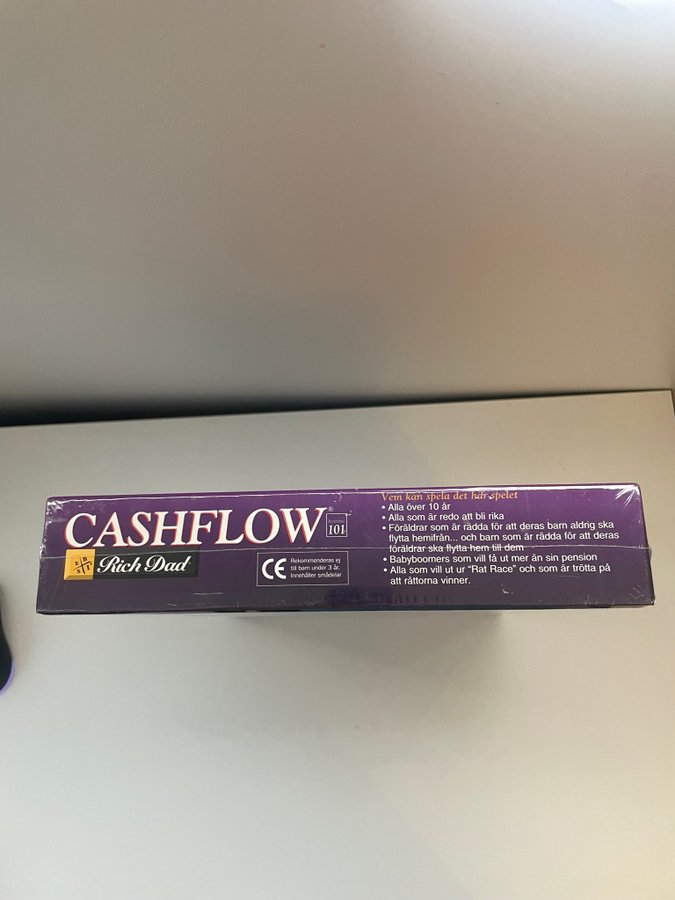 CASHFLOW®
101
E B
S I
Rich Dad
CE
Rekommenderas ej
till barn under 3 år.
Innehåller smådelar
Vem kan spela det här spelet
• Alla över 10 år
• Alla som är redo att bli rika
• Föräldrar som är rädda för att deras barn aldrig ska
flytta hemifrån... och barn som är rädda för att deras
föräldrar ska flytta hem till dem
• Babyboomers som vill få ut mer än sin pension
• Alla som vill ut ur “Rat Race” och som är trötta på
att råttorna vinner.